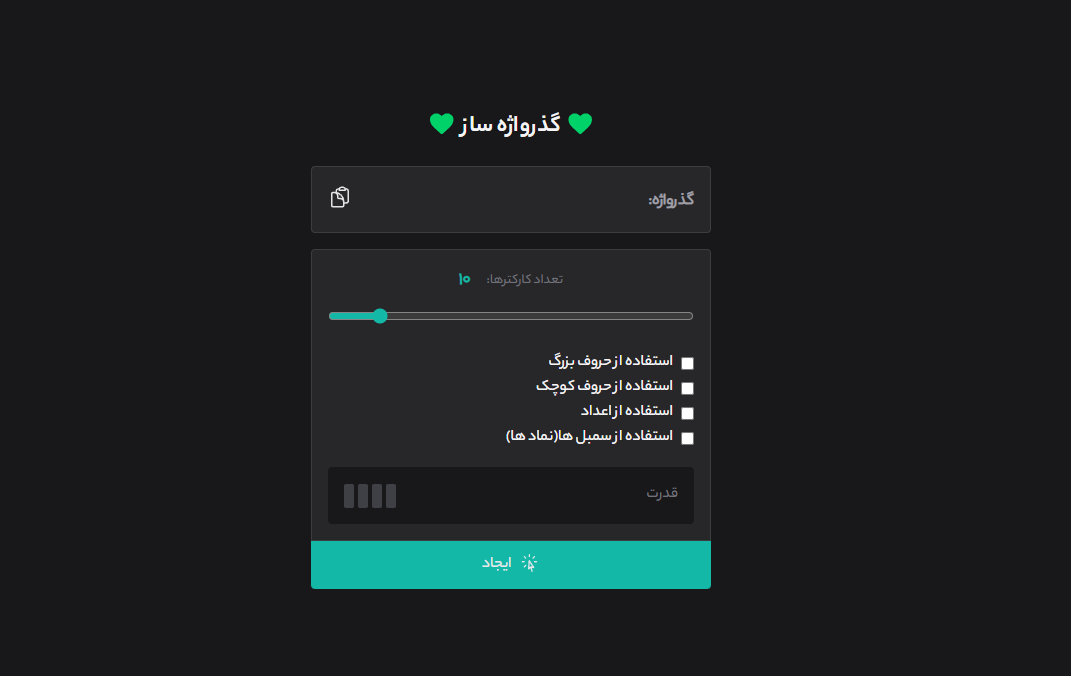 گذرواژه ساز
گذرواژه:
تعداد کارکترها: ۱۰
استفاده از حروف بزرگ
استفاده از حروف کوچک
استفاده از اعداد
استفاده از سمبل ها(نماد ها)
قدرت
ایجاد